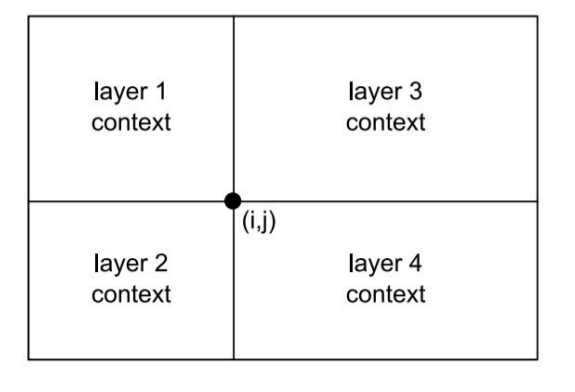 layer 1
context
layer 3
context
(i,j)
layer 2
context
layer 4
context